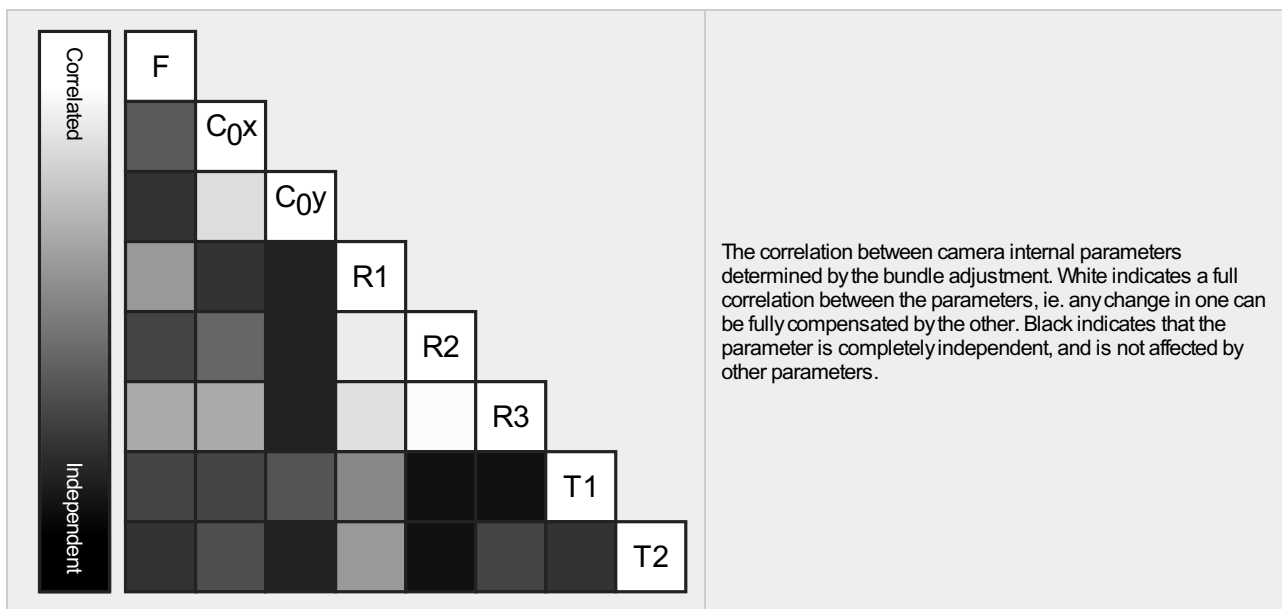 Correlated
Independent
F
C0x
C0y
R1
R2
R3
T1
T2
The correlation between camera internal parameters
determined by the bundle adjustment. White indicates a full
correlation between the parameters, ie. any change in one can
be fully compensated by the other. Black indicates that the
parameter is completely independent, and is not affected by
other parameters.